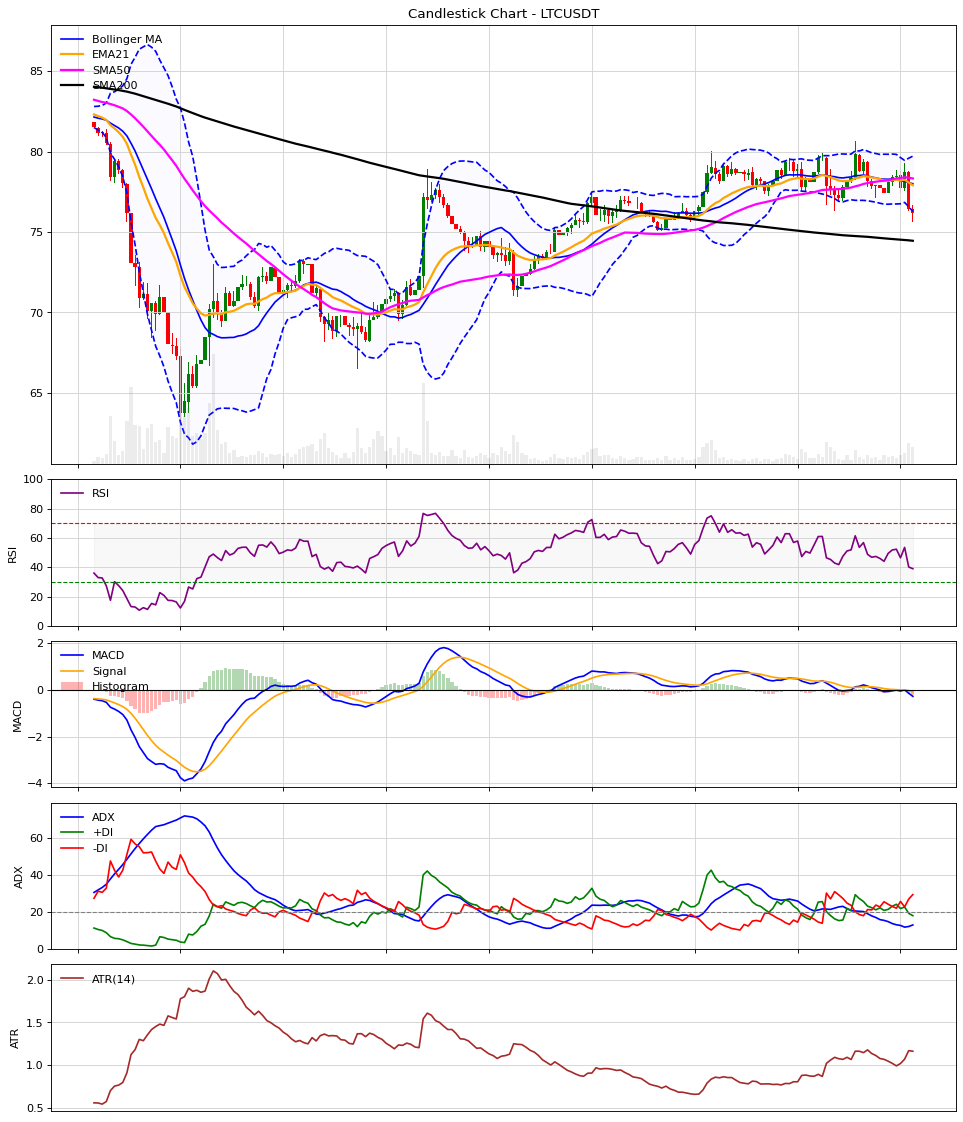 Candlestick Chart - LTCUSDT
Bollinger MA
EMA21
SMA50
SMA200
85
80
75
70
65
RSI
100
80
60
40
20
0
RSI
MACD
Signal
Histogram
2
0
−2
−4
MACD
ADX
+DI
-DI
60
40
20
0
ADX
ATR(14)
2.0
1.5
1.0
0.5
ATR